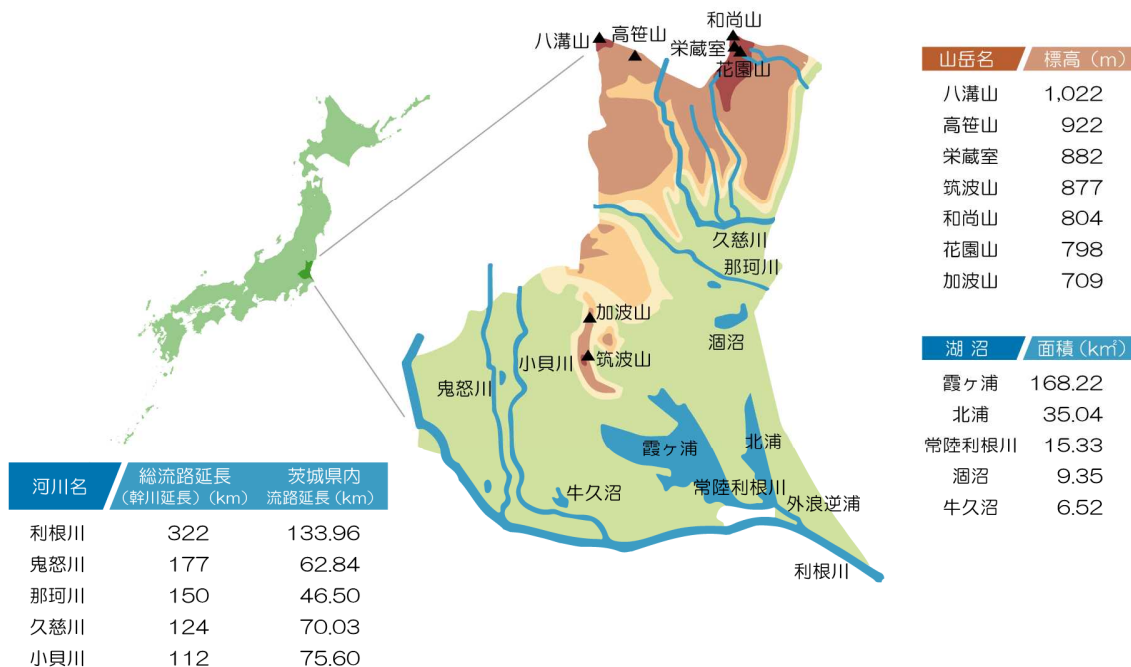 和尚山
高笹山
八溝山
栄蔵室
花園山
久慈川
那珂川
加波山
涸沼
小貝川
筑波山
鬼怒川
霞ヶ浦
北浦
牛久沼
常陸利根川
外浪逆浦
利根川
山岳名 標高（m）
八溝山 1,022
高笹山 922
栄蔵室 882
筑波山 877
和尚山 804
花園山 798
加波山 709
湖 沼 面積（k㎡）
霞ヶ浦 168.22
北浦 35.04
常陸利根川 15.33
涸沼 9.35
牛久沼 6.52
河川名 総流路延長 茨城県内
（幹川延長）（km） 流路延長（km）
利根川 322 133.96
鬼怒川 177 62.84
那珂川 150 46.50
久慈川 124 70.03
小貝川 112 75.60